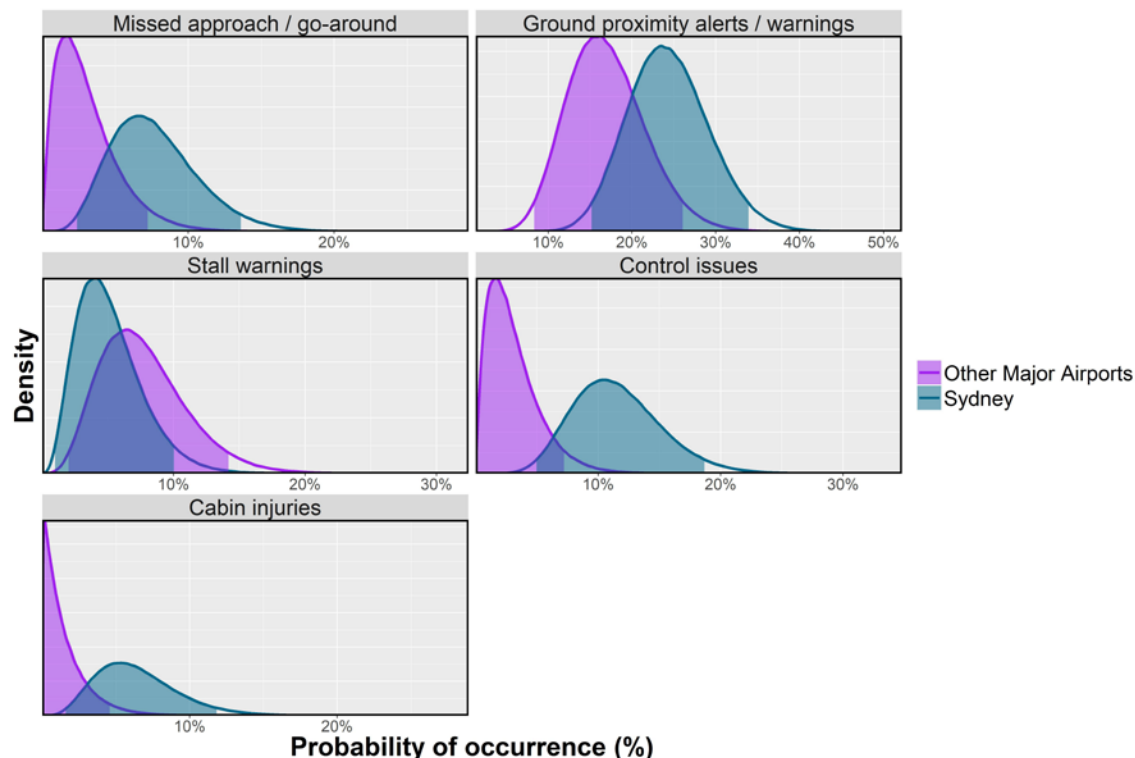 Missed approach / go-around
Ground proximity alerts / warnings
10%
20%
10%
20%
30%
40%
50%
Stall warnings
Control issues
10%
20%
30%
10%
20%
30%
Cabin injuries
10%
20%
Density
Probability of occurrence (%)
Other Major Airports
Sydney